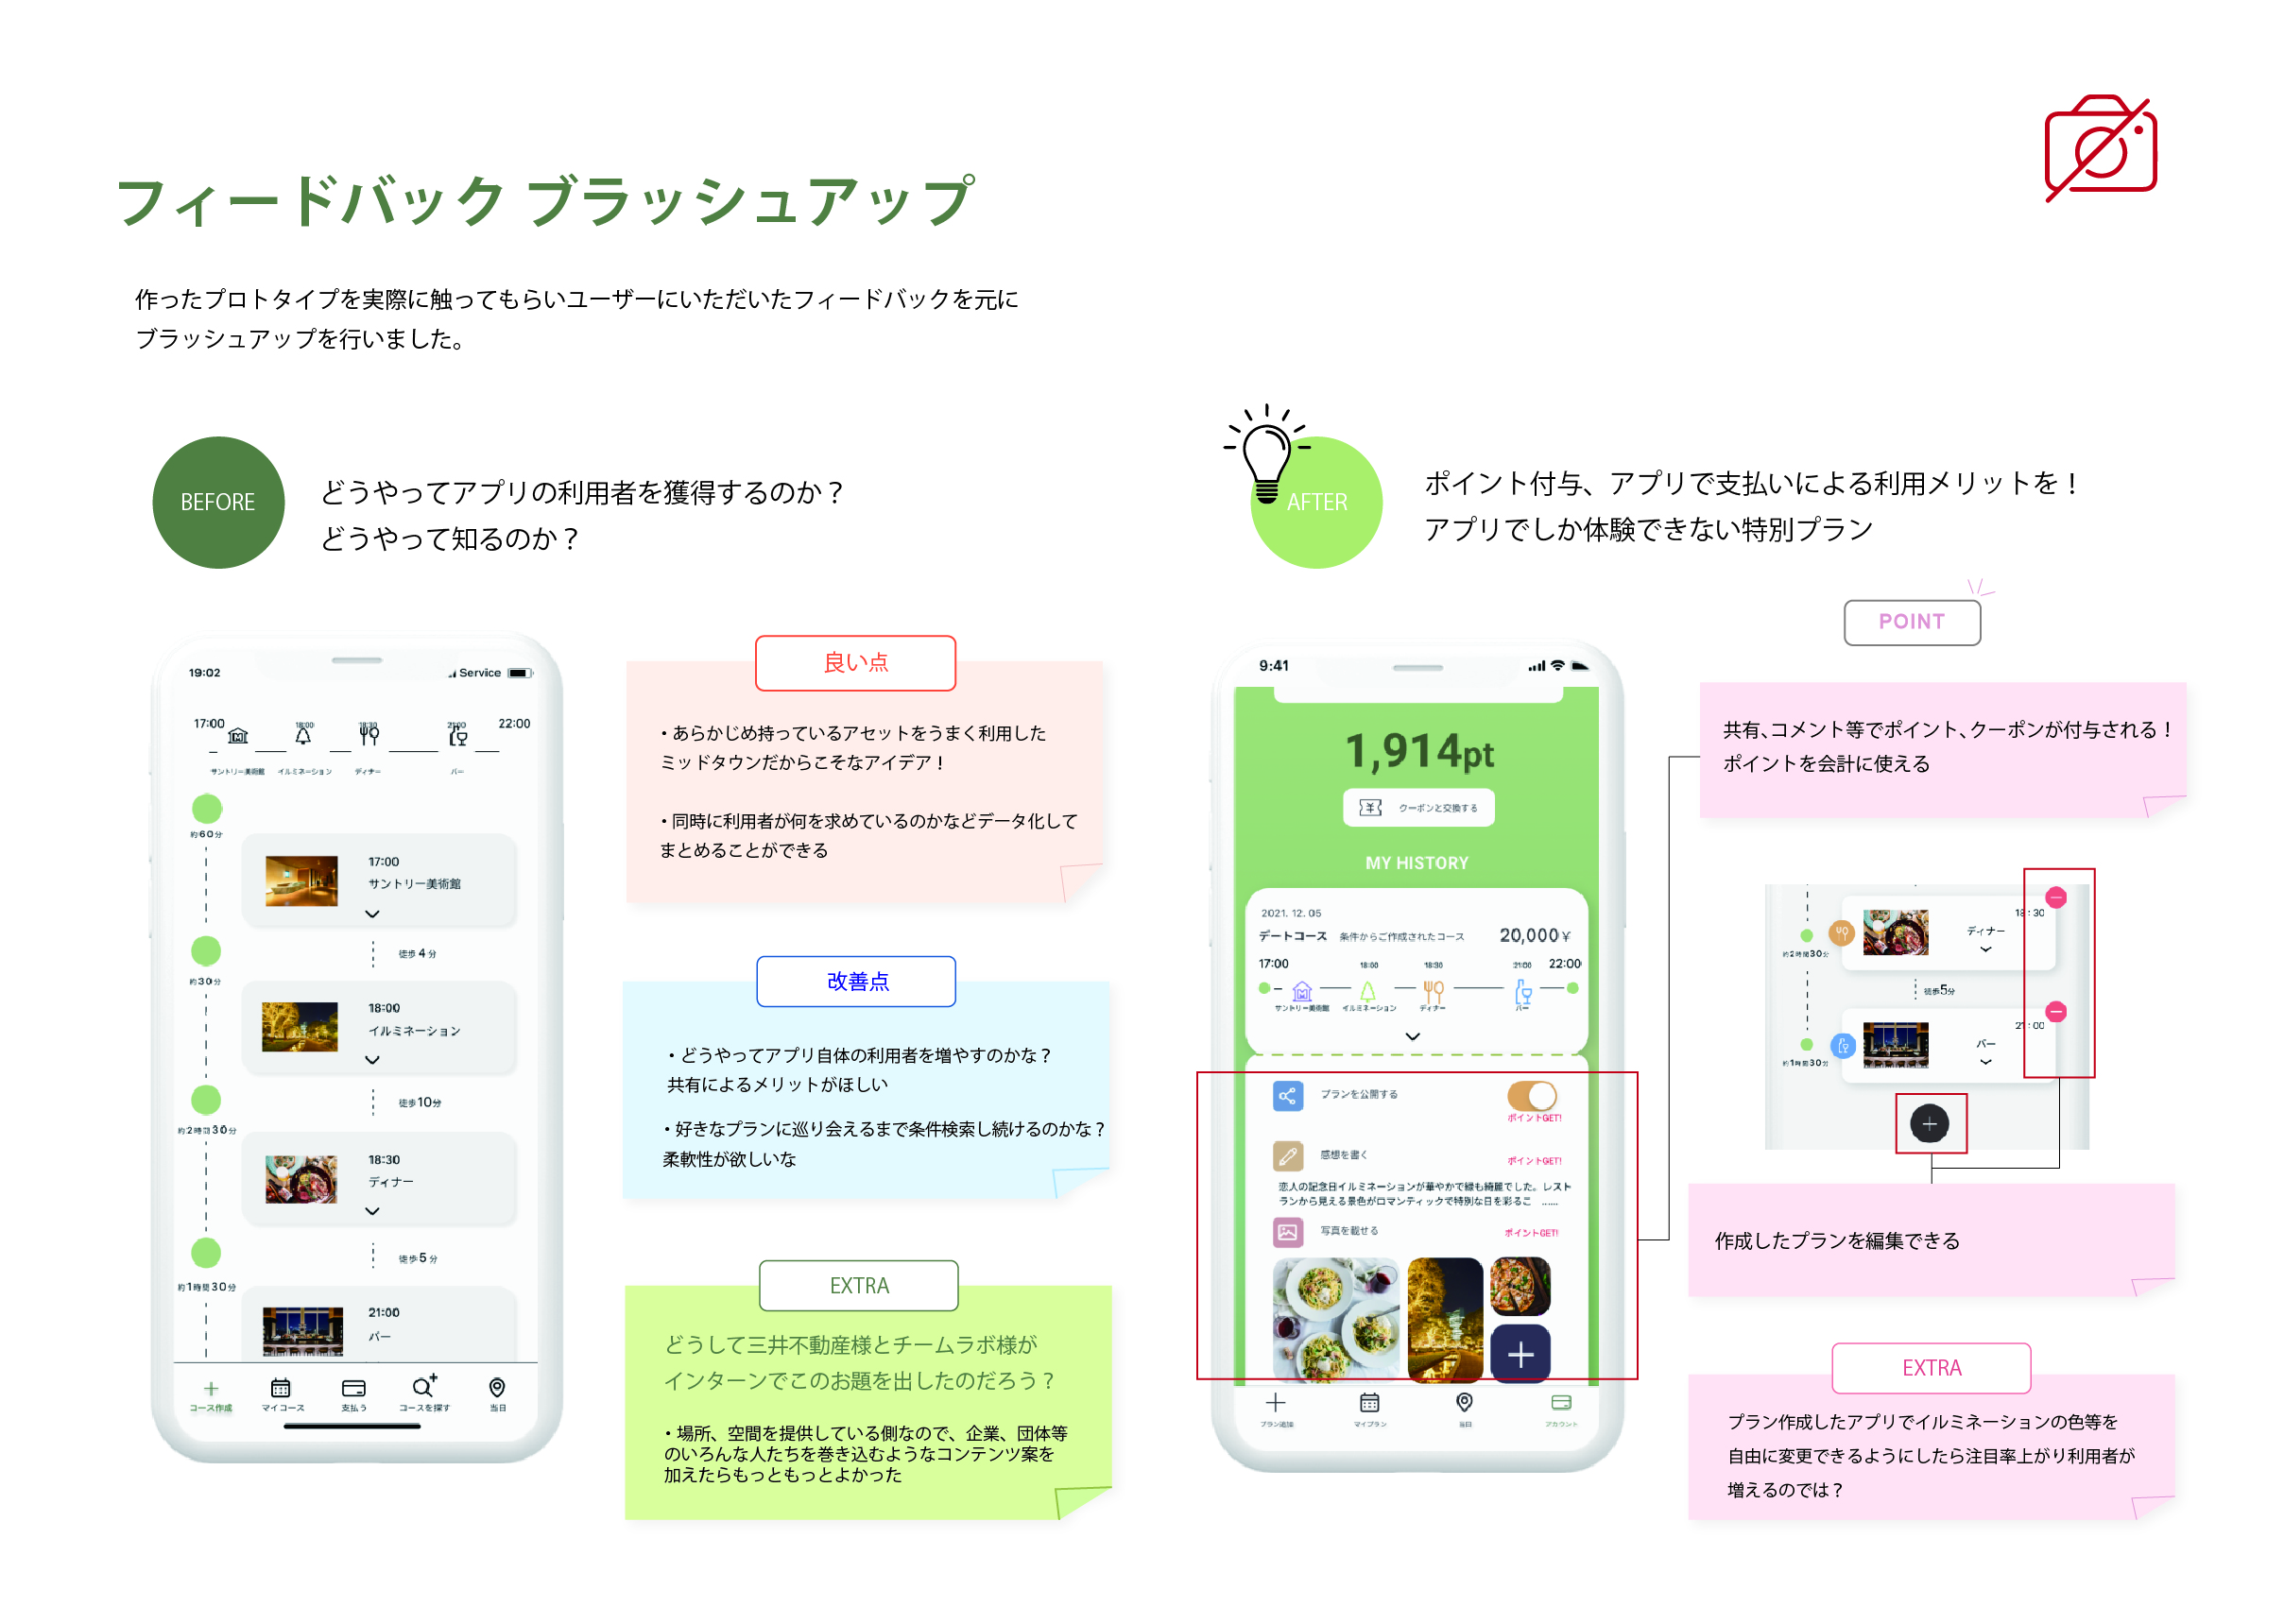 フィードバック ブラッシュアップ
作ったプロトタイプを実際に触ってもらいユーザーにいただいたフィードバックを元に
ブラッシュアップを行いました。
BEFORE
どうやってアプリの利用者を獲得するのか？
どうやって知るのか？
19:02
Service
17:00
18:00
18:30
21:00
22:00
サントリー美術館
イルミネーション
ディナー
バー
約60分
17:00
サントリー美術館
徒歩 4 分
約30分
18:00
イルミネーション
徒歩10分
約2時間30分
18:30
ディナー
徒歩5 分
約1時間30分
21:00
バー
コース作成
マイコース
支払う
コースを探す
当日
良い点
・あらかじめ持っているアセットをうまく利用した
ミッドタウンだからこそなアイデア！
・同時に利用者が何を求めているのかなどデータ化して
まとめることができる
改善点
・どうやってアプリ自体の利用者を増やすのかな？
共有によるメリットがほしい
・好きなプランに巡り会えるまで条件検索し続けるのかな？
柔軟性が欲しいな
EXTRA
どうして三井不動産様とチームラボ様が
インターンでこのお題を出したのだろう？
・場所、空間を提供している側なので、企業、団体等
のいろんな人たちを巻き込むようなコンテンツ案を
加えたらもっともっとよかった
AFTER
ポイント付与、アプリで支払いによる利用メリットを！
アプリでしか体験できない特別プラン
9:41
1,914pt
クーポンと交換する
MY HISTORY
2021. 12. 05
デートコース 条件からご作成されたコース 20,000¥
17:00
18:00
18:30
21:00
22:00
サントリー美術館
イルミネーション
ディナー
バー
プランを公開する
ポイントGET!
感想を書く
ポイントGET!
恋人の記念日イルミネーションが華やかで緑も綺麗でした。レスト
ランから見える景色がロマンティックで特別な日を彩るこ ......
写真を載せる
ポイントGET!
プラン追加
マイプラン
当日
アカウント
POINT
共有、コメント等でポイント、クーポンが付与される！
ポイントを会計に使える
18:30
ディナー
約2時間30分
徒歩5分
21:00
バー
約1時間30分
作成したプランを編集できる
EXTRA
プラン作成したアプリでイルミネーションの色等を
自由に変更できるようにしたら注目率上がり利用者が
増えるのでは？